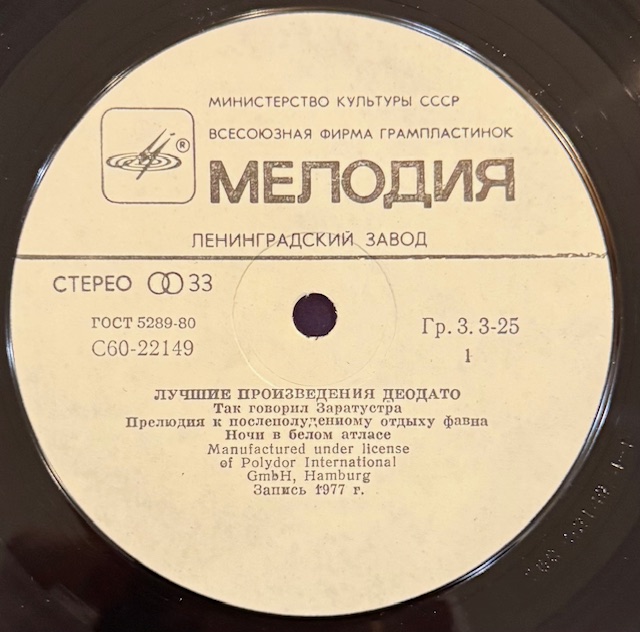 МИНИСТЕРСТВО КУЛЬТУРЫ СССР
ВСЕСОЮЗНАЯ ФИРМА ГРАМПЛАСТИНОК
®
МЕЛОДИЯ
ЛЕНИНГРАДСКИЙ ЗАВОД
СТЕРЕО 33
ГОСТ 5289-80
С60-22149
Гр. 3. 3-25
1
ЛУЧШИЕ ПРОИЗВЕДЕНИЯ ДЕОДАТО
Так говорил Заратустра
Прелюдия к послеполуденному отдыху фавна
Ночи в белом атласе
Manufactured under license
of Polydor International
GmbH, Hamburg
Запись 1977 г.